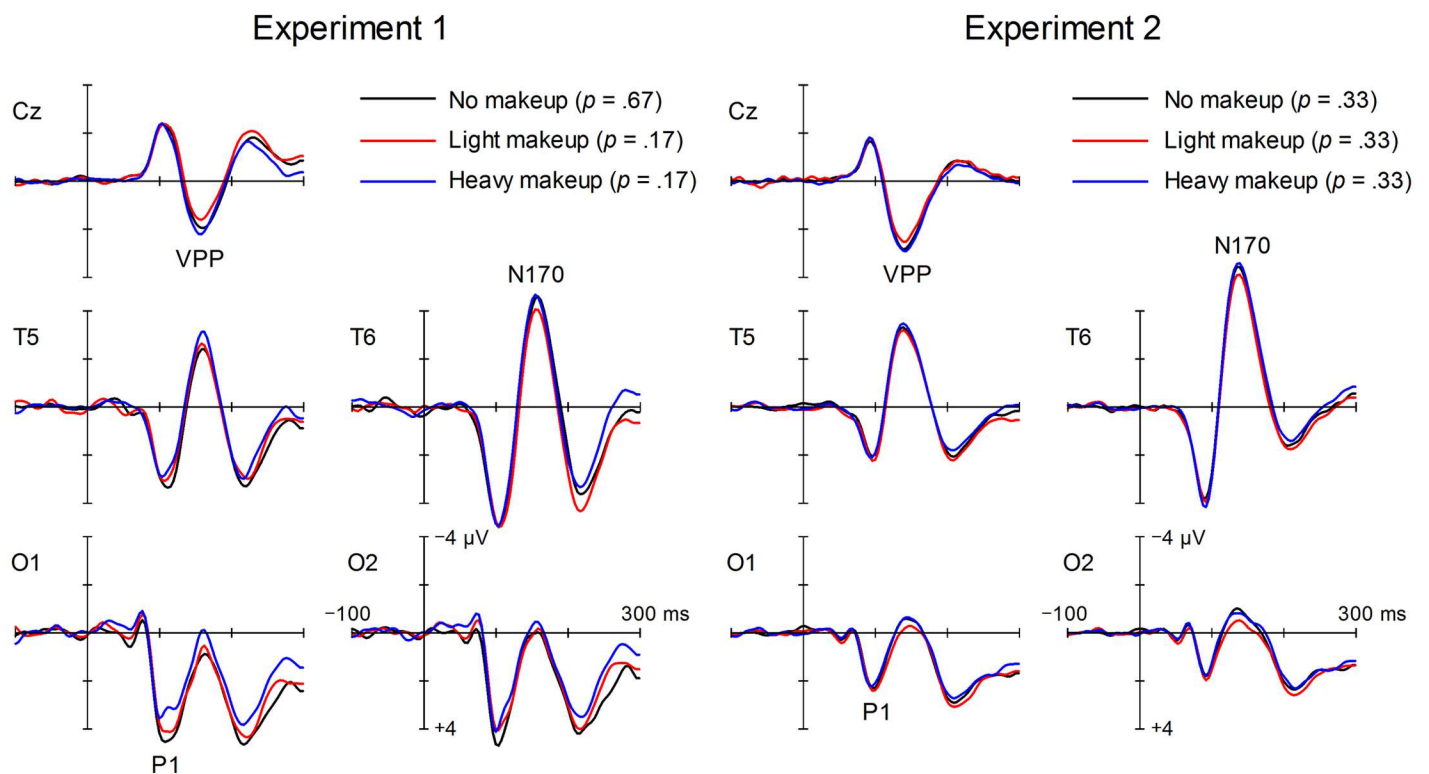 Experiment 1
Cz
No makeup (p = .67)
Light makeup (p = .17)
Heavy makeup (p = .17)
VPP
N170
T5
T6
−4 µV
O1
O2
−100
300 ms
+4
P1
Experiment 2
Cz
No makeup (p = .33)
Light makeup (p = .33)
Heavy makeup (p = .33)
VPP
N170
T5
T6
−4 µV
O1
O2
−100
300 ms
P1
+4